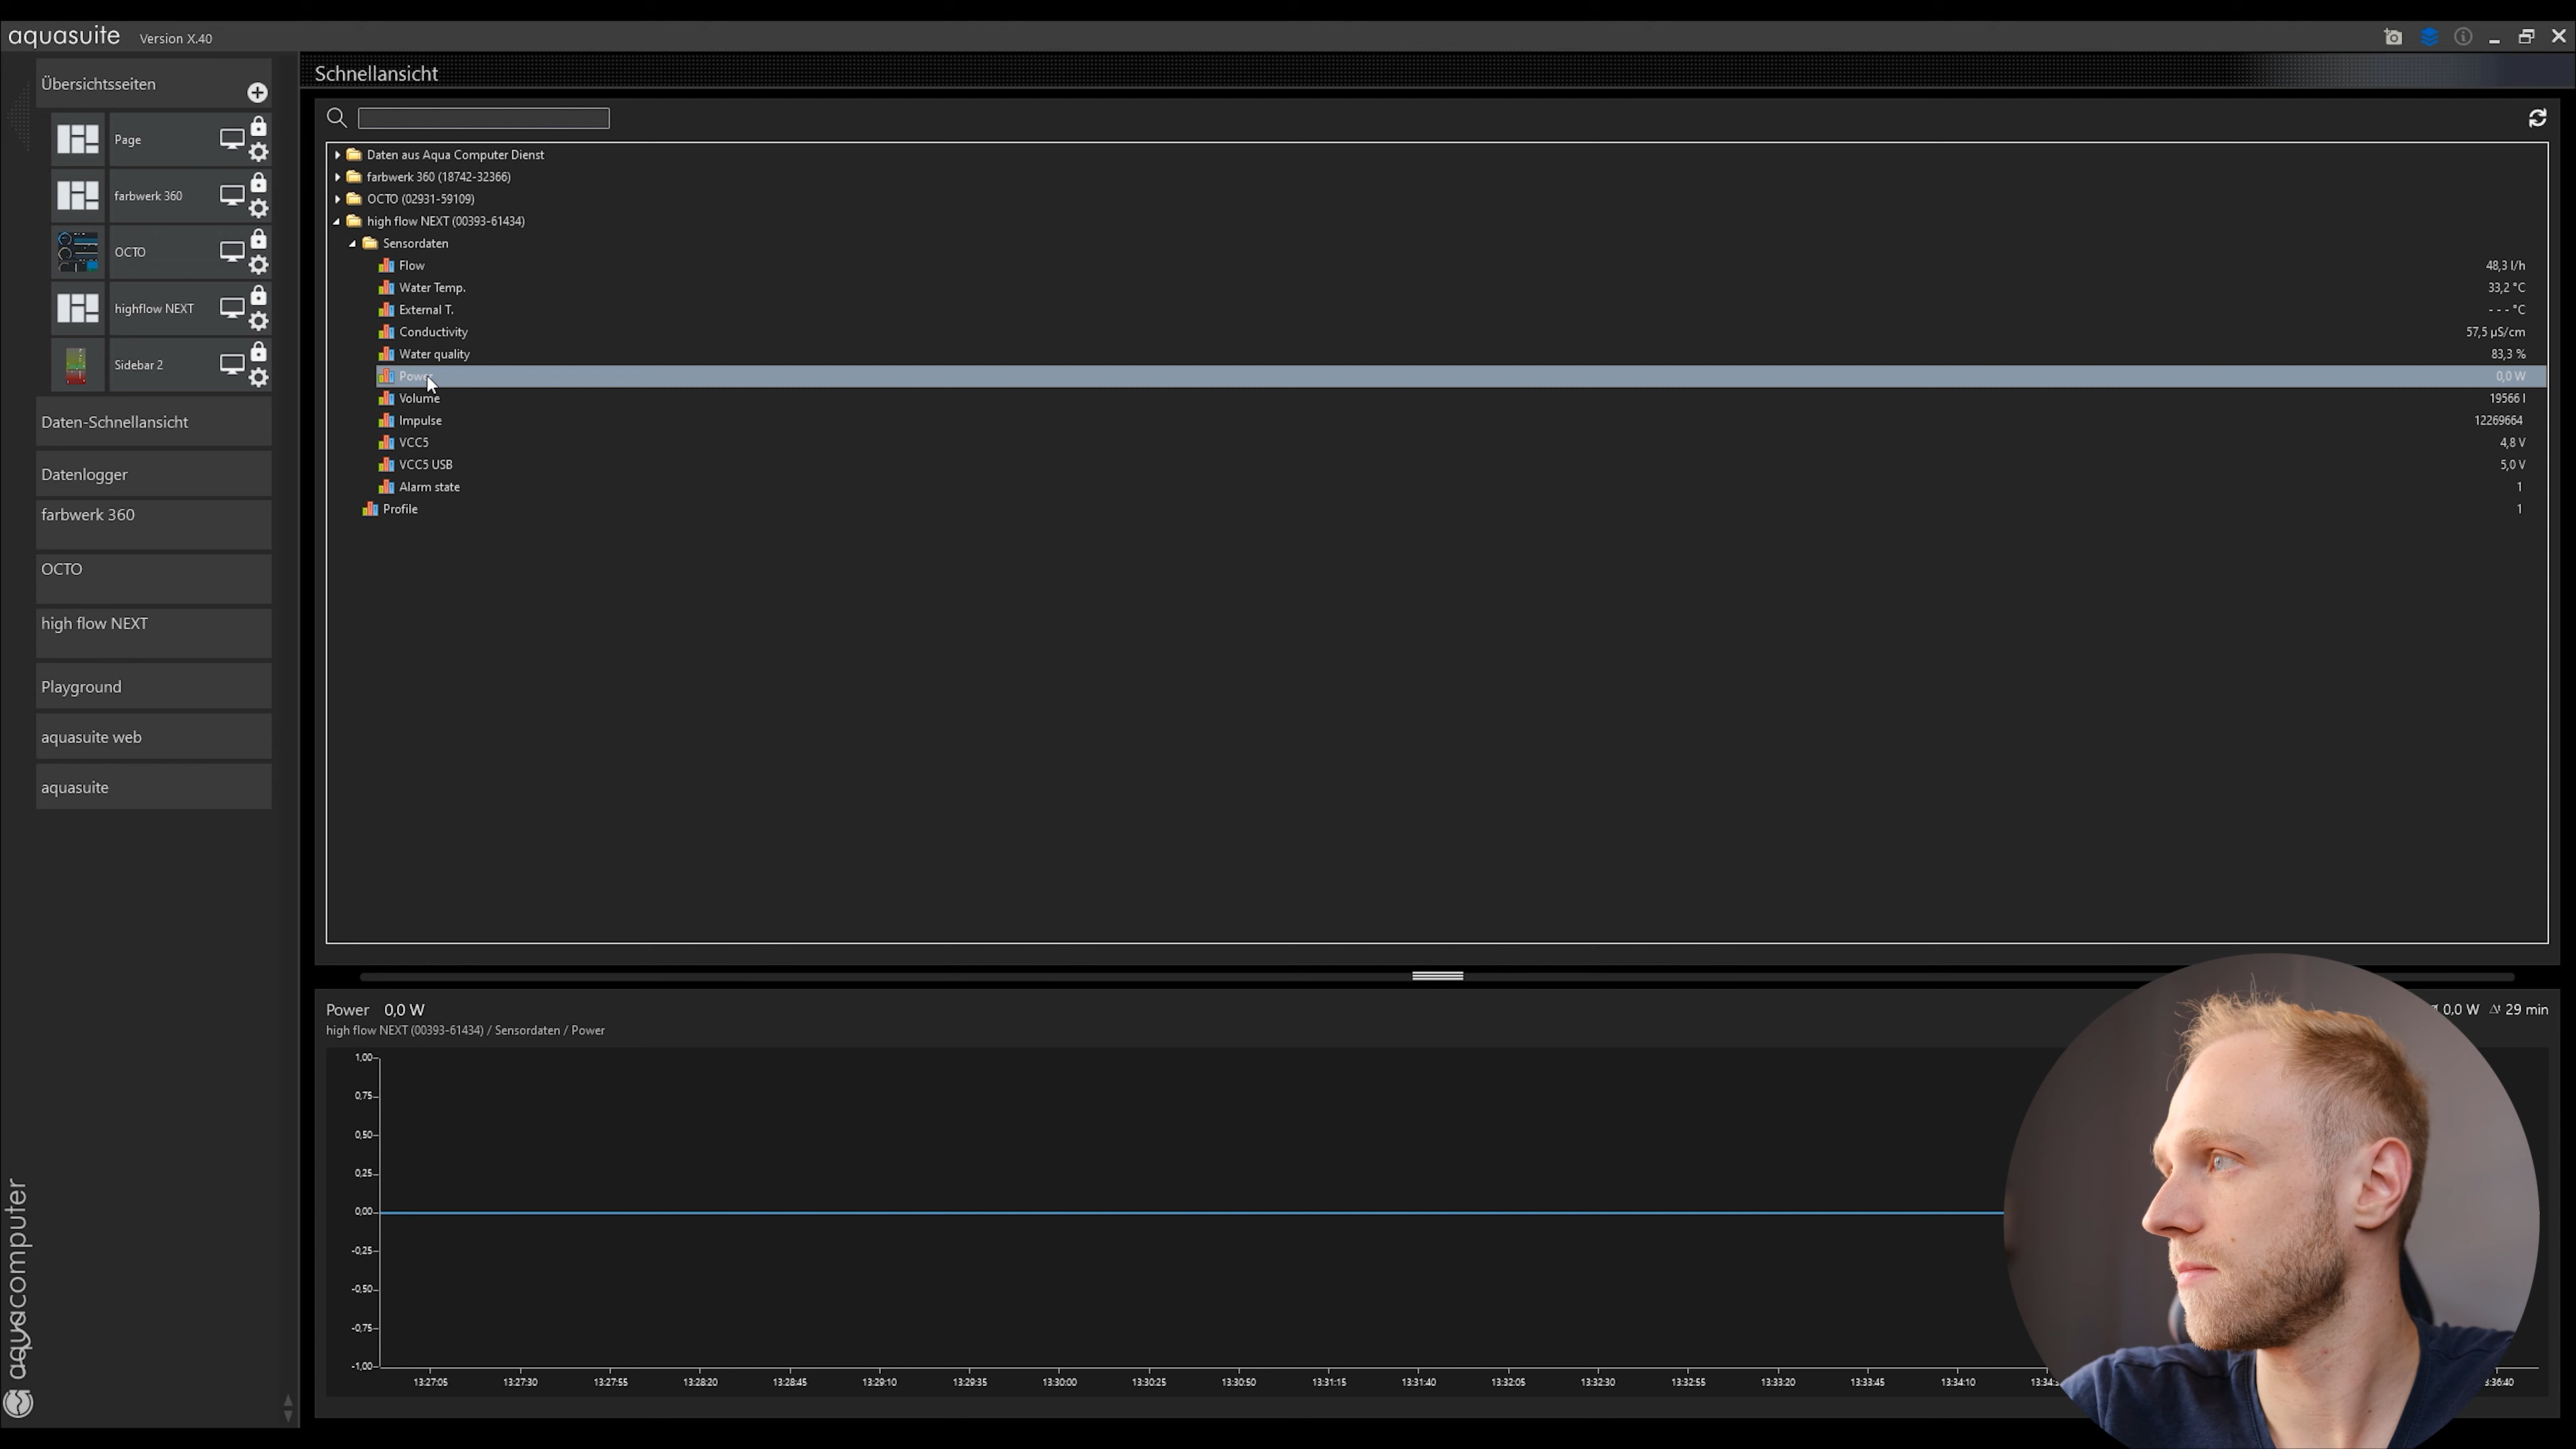 aquasuite Version X.40
Übersichtsseiten
Page
farbwerk 360
OCTO
highflow NEXT
Sidebar 2
Daten-Schnellansicht
Datenlogger
farbwerk 360
OCTO
high flow NEXT
Playground
aquasuite web
aquasuite
aquacomputer
Schnellansicht
Daten aus Aqua Computer Dienst
farbwerk 360 (18742-32366)
OCTO (02931-59109)
high flow NEXT (00393-61434)
Sensordaten
Flow 48,3 l/h
Water Temp. 33,2 °C
External T. - - - °C
Conductivity 57,5 µS/cm
Water quality 83,3 %
Power 0,0 W
Volume 19566 l
Impulse 12269664
VCC5 4,8 V
VCC5 USB 5,0 V
Alarm state 1
Profile 1
Power 0,0 W
0,0 W Δt 29 min
high flow NEXT (00393-61434) / Sensordaten / Power
1,00
0,75
0,50
0,25
0,00
-0,25
-0,50
-0,75
-1,00
13:27:05 13:27:30 13:27:55 13:28:20 13:28:45 13:29:10 13:29:35 13:30:00 13:30:25 13:30:50 13:31:15 13:31:40 13:32:05 13:32:30 13:32:55 13:33:20 13:33:45 13:34:10